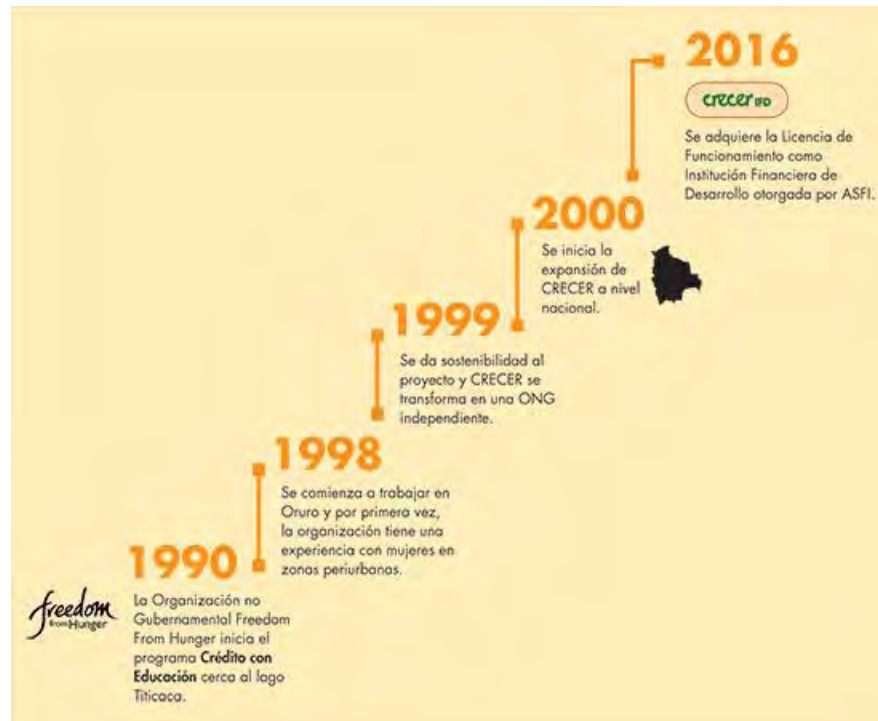 2016
crecer IFD
Se adquiere la Licencia de
Funcionamiento como
Institución Financiera de
Desarrollo otorgada por ASFI.
2000
Se inicia la
expansión de
CRECER a nivel
nacional.
1999
Se da sostenibilidad al
proyecto y CRECER se
transforma en una ONG
independiente.
1998
Se comienza a trabajar en
Oruro y por primera vez,
la organización tiene una
experiencia con mujeres en
zonas periurbanas.
1990
freedom
from Hunger
La Organización no
Gubernamental Freedom
From Hunger inicia el
programa Crédito con
Educación cerca al lago
Titicaca.